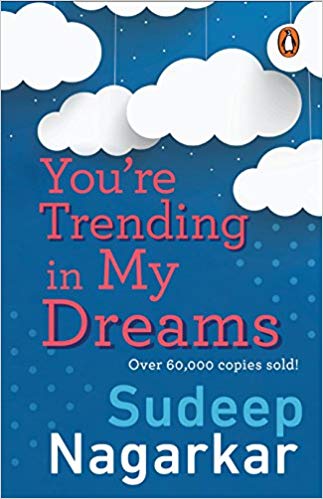 You're
Trending
in My
Dreams
Over 60,000 copies sold!
Sudeep
Nagarkar